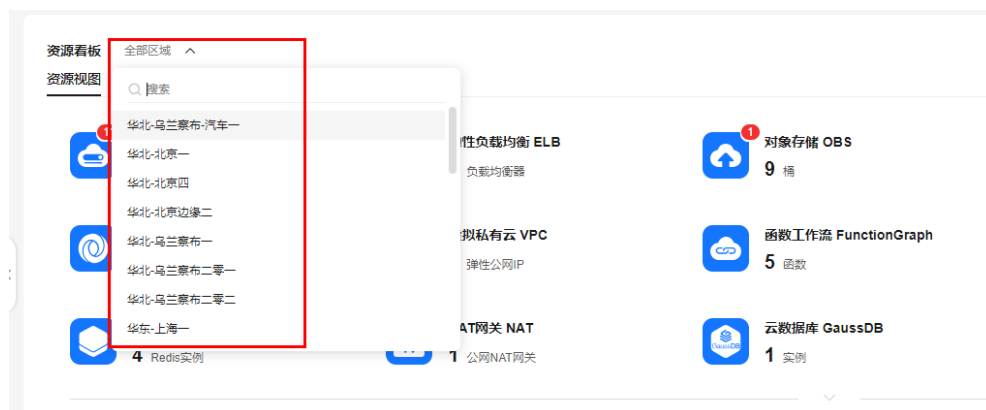 资源看板 全部区域
资源视图
搜索
华北-乌兰察布-汽车一
华北-北京一
华北-北京四
华北-北京边缘二
华北-乌兰察布一
华北-乌兰察布二零一
华北-乌兰察布二零二
华东-上海一
1
性负载均衡 ELB
负载均衡器
1
对象存储 OBS
9 桶
拟私有云 VPC
弹性公网IP
函数工作流 FunctionGraph
5 函数
4 Redis实例
AT网关 NAT
1 公网NAT网关
GaussDB
云数据库 GaussDB
1 实例